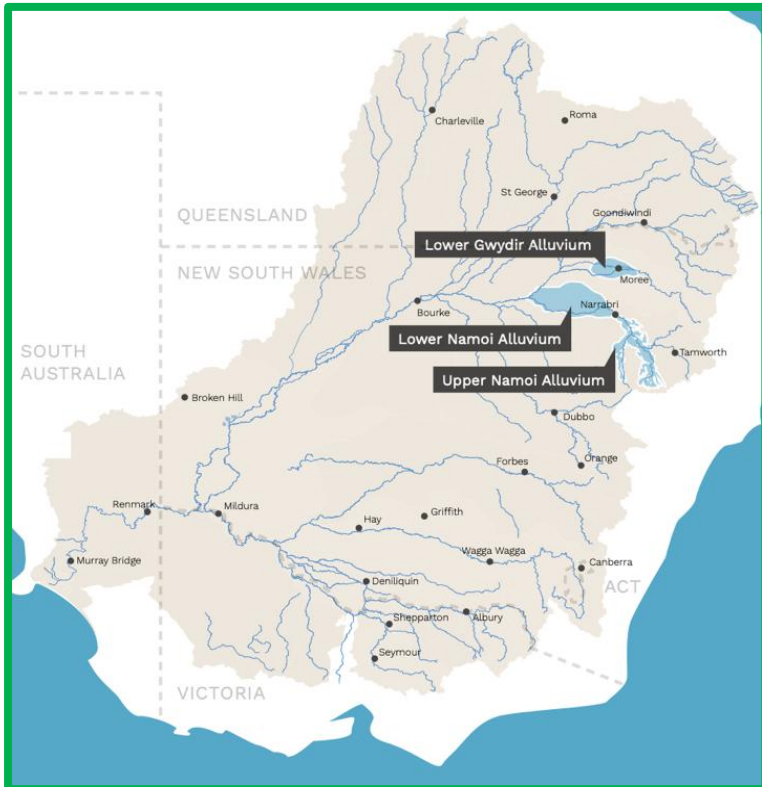 Charleville
Roma
St George
QUEENSLAND
Goondiwindi
Lower Gwydir Alluvium
NEW SOUTH WALES
Moree
Bourke
Narrabri
Lower Namoi Alluvium
SOUTH
AUSTRALIA
Tamworth
Upper Namoi Alluvium
Broken Hill
Dubbo
Forbes
Orange
Renmark
Mildura
Hay
Griffith
Wagga Wagga
Murray Bridge
Canberra
Deniliquin
ACT
Shepparton
Albury
Seymour
VICTORIA